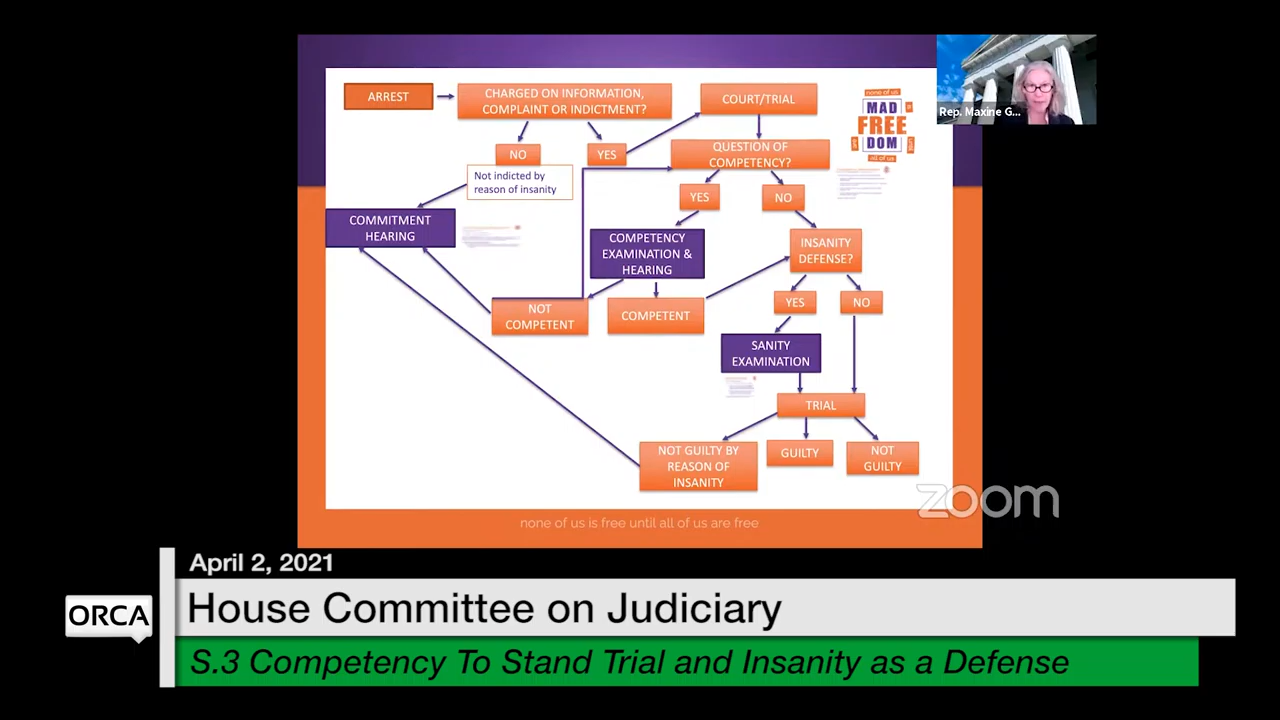 ARREST
CHARGED ON INFORMATION,
COMPLAINT OR INDICTMENT?
COURT/TRIAL
none of us
MAD
FREE
DOM
all of us
Rep. Maxine G...
NO
YES
QUESTION OF
COMPETENCY?
Not indicted by
reason of insanity
YES
NO
COMMITMENT
HEARING
COMPETENCY
EXAMINATION &
HEARING
INSANITY
DEFENSE?
NOT
COMPETENT
COMPETENT
YES
NO
SANITY
EXAMINATION
TRIAL
NOT GUILTY BY
REASON OF
INSANITY
GUILTY
NOT
GUILTY
zoom
none of us is free until all of us are free
April 2, 2021
ORCA
House Committee on Judiciary
S.3 Competency To Stand Trial and Insanity as a Defense